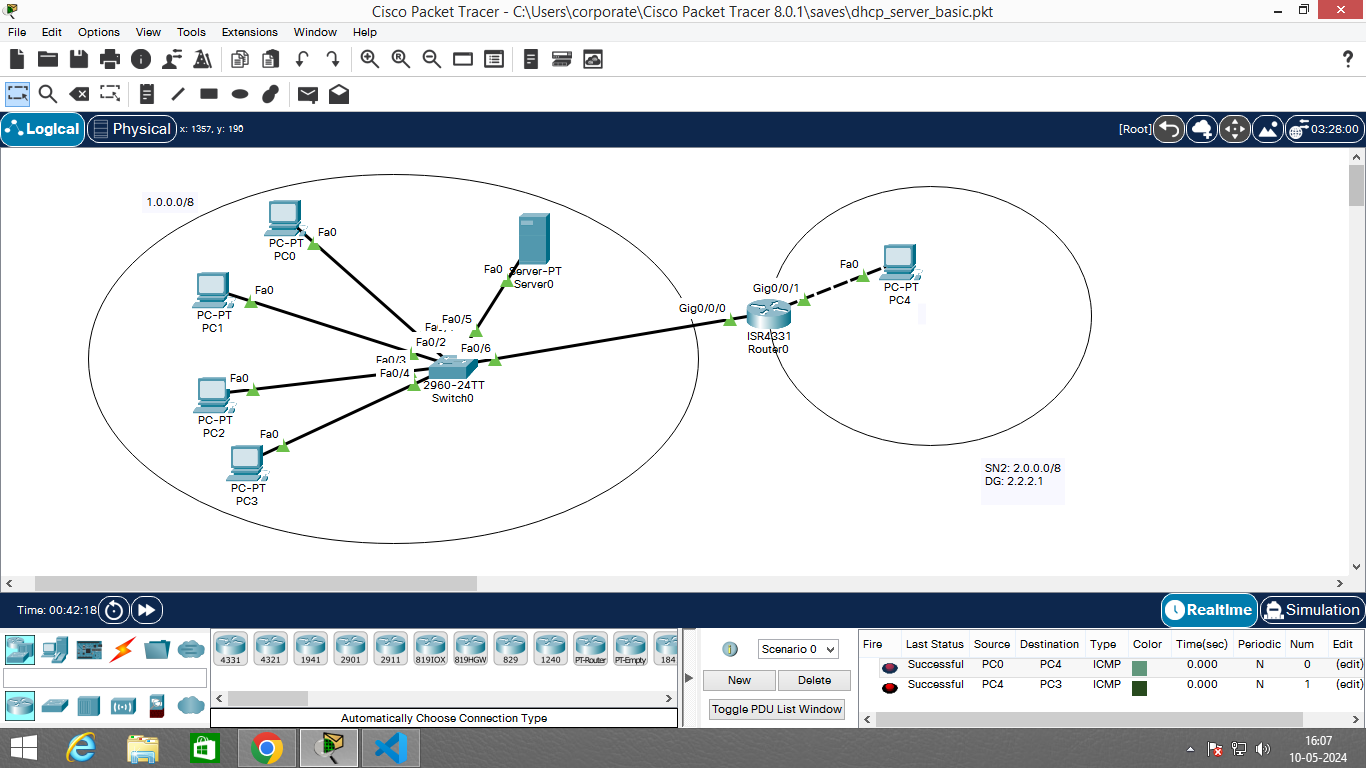 Cisco Packet Tracer - C:\Users\corporate\Cisco Packet Tracer 8.0.1\saves\dhcp_server_basic.pkt
File Edit Options View Tools Extensions Window Help
Logical Physical x: 1357, y: 190 [Root] 03:28:00
1.0.0.0/8
Fa0
PC-PT
PC0
Fa0
PC-PT
PC1
Fa0
PC-PT
PC2
Fa0
PC-PT
PC3
Fa0
Server-PT
Server0
Fa0/5
Fa0/2
Fa0/6
Fa0/3
Fa0/4
2960-24TT
Switch0
Gig0/0/0
Gig0/0/1
ISR4331
Router0
Fa0
PC-PT
PC4
SN2: 2.0.0.0/8
DG: 2.2.2.1
Time: 00:42:18 Realtime Simulation
4331 4321 1941 2901 2911 819IOX 819HGW 829 1240 PT-Router PT-Empty 184
Automatically Choose Connection Type
Scenario 0
New Delete
Toggle PDU List Window
Fire Last Status Source Destination Type Color Time(sec) Periodic Num Edit
Successful PC0 PC4 ICMP 0.000 N 0 (edit)
Successful PC4 PC3 ICMP 0.000 N 1 (edit)
16:07
10-05-2024